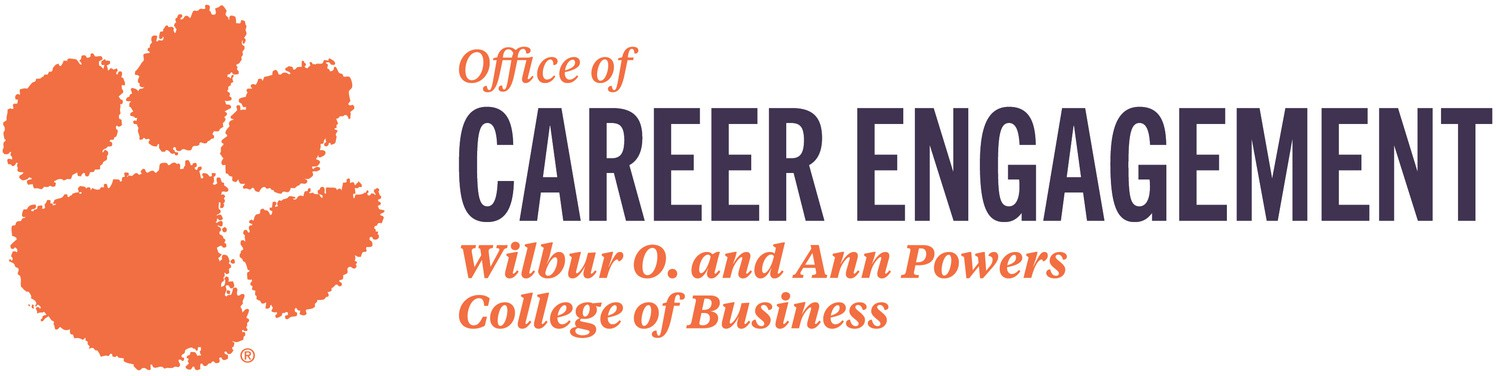 Office of
CAREER ENGAGEMENT
Wilbur O. and Ann Powers
College of Business
®